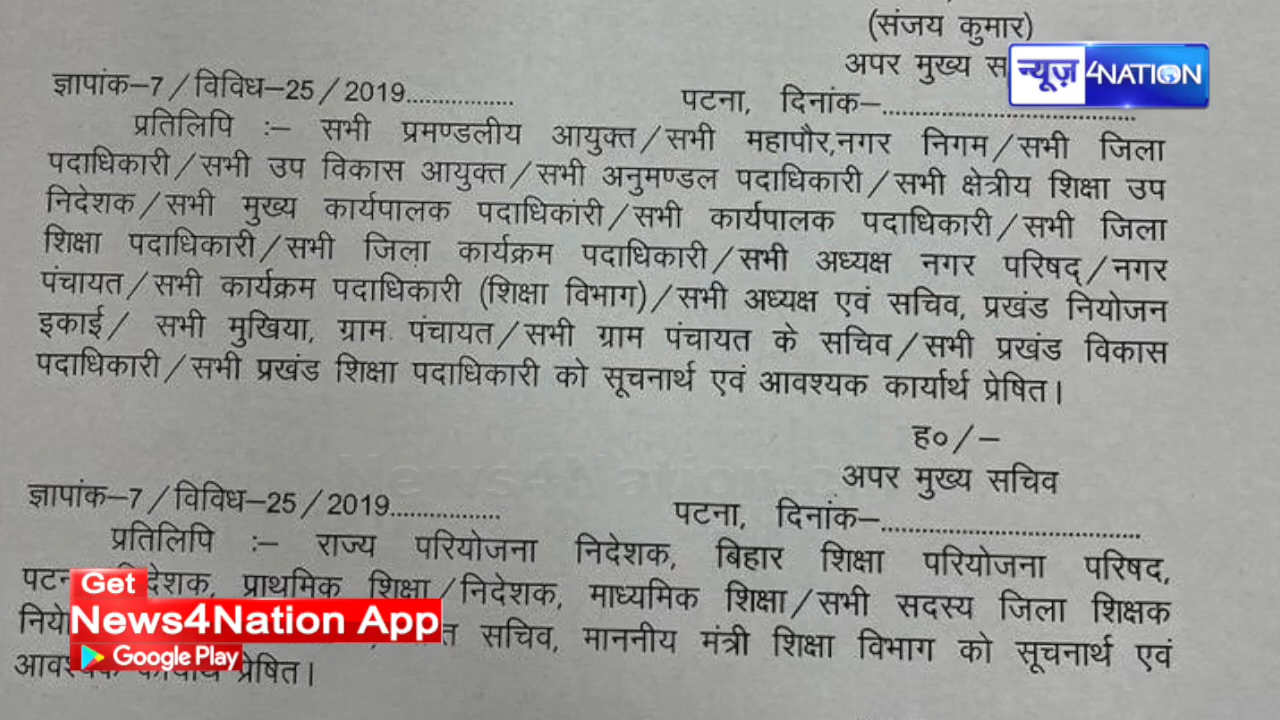 (संजय कुमार)
अपर मुख्य
न्यूज़ 4NATION
ज्ञापांक–7/विविध–25/2019................ पटना, दिनांक–....................................
प्रतिलिपि :– सभी प्रमण्डलीय आयुक्त/सभी महापौर,नगर निगम/सभी जिला
पदाधिकारी/सभी उप विकास आयुक्त/सभी अनुमण्डल पदाधिकारी/सभी क्षेत्रीय शिक्षा उप
निदेशक/सभी मुख्य कार्यपालक पदाधिकारी/सभी कार्यपालक पदाधिकारी/सभी जिला
शिक्षा पदाधिकारी/सभी जिला कार्यक्रम पदाधिकारी/सभी अध्यक्ष नगर परिषद्/नगर
पंचायत/सभी कार्यक्रम पदाधिकारी (शिक्षा विभाग)/सभी अध्यक्ष एवं सचिव, प्रखंड नियोजन
इकाई/ सभी मुखिया, ग्राम पंचायत/सभी ग्राम पंचायत के सचिव/सभी प्रखंड विकास
पदाधिकारी/सभी प्रखंड शिक्षा पदाधिकारी को सूचनार्थ एवं आवश्यक कार्यार्थ प्रेषित।
ह०/–
अपर मुख्य सचिव
ज्ञापांक–7/विविध–25/2019................ पटना, दिनांक–....................................
प्रतिलिपि :– राज्य परियोजना निदेशक, बिहार शिक्षा परियोजना परिषद,
प्राथमिक शिक्षा/निदेशक, माध्यमिक शिक्षा/सभी सदस्य जिला शिक्षक
सचिव, माननीय मंत्री शिक्षा विभाग को सूचनार्थ एवं
प्रेषित।
Get
News4Nation App
Google Play